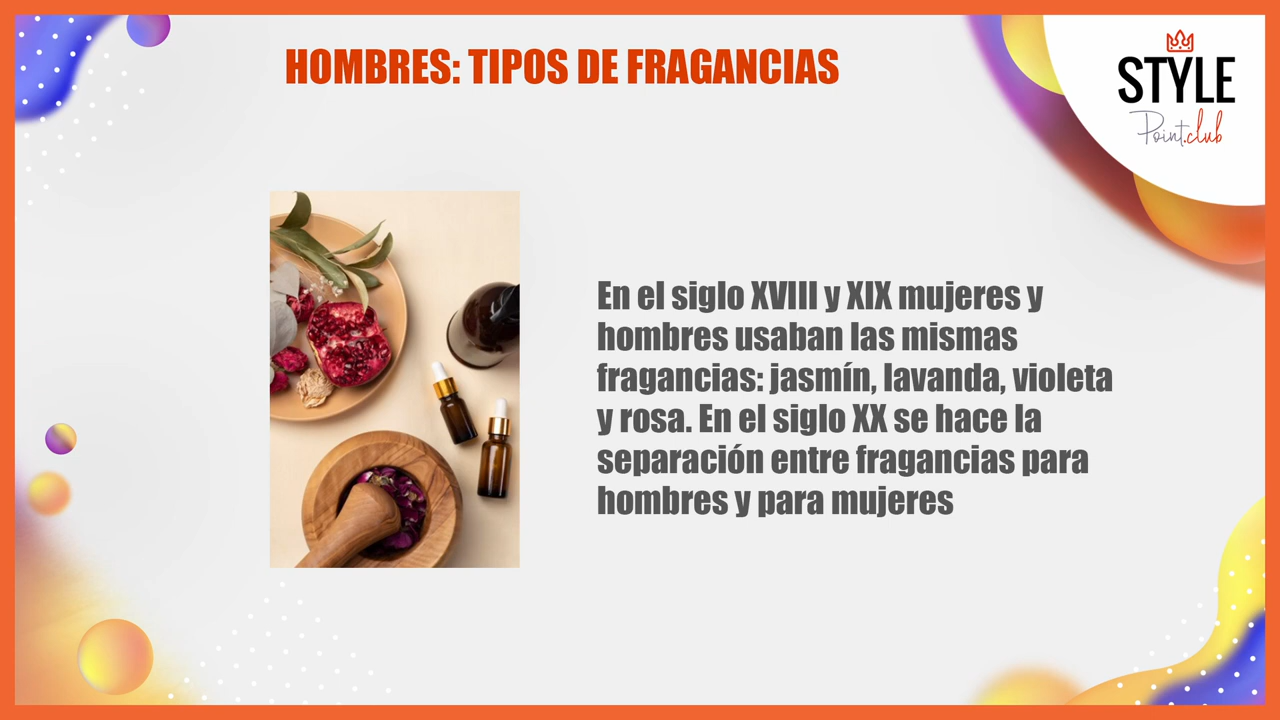 HOMBRES: TIPOS DE FRAGANCIAS
STYLE
Point.club
En el siglo XVIII y XIX mujeres y
hombres usaban las mismas
fragancias: jasmín, lavanda, violeta
y rosa. En el siglo XX se hace la
separación entre fragancias para
hombres y para mujeres